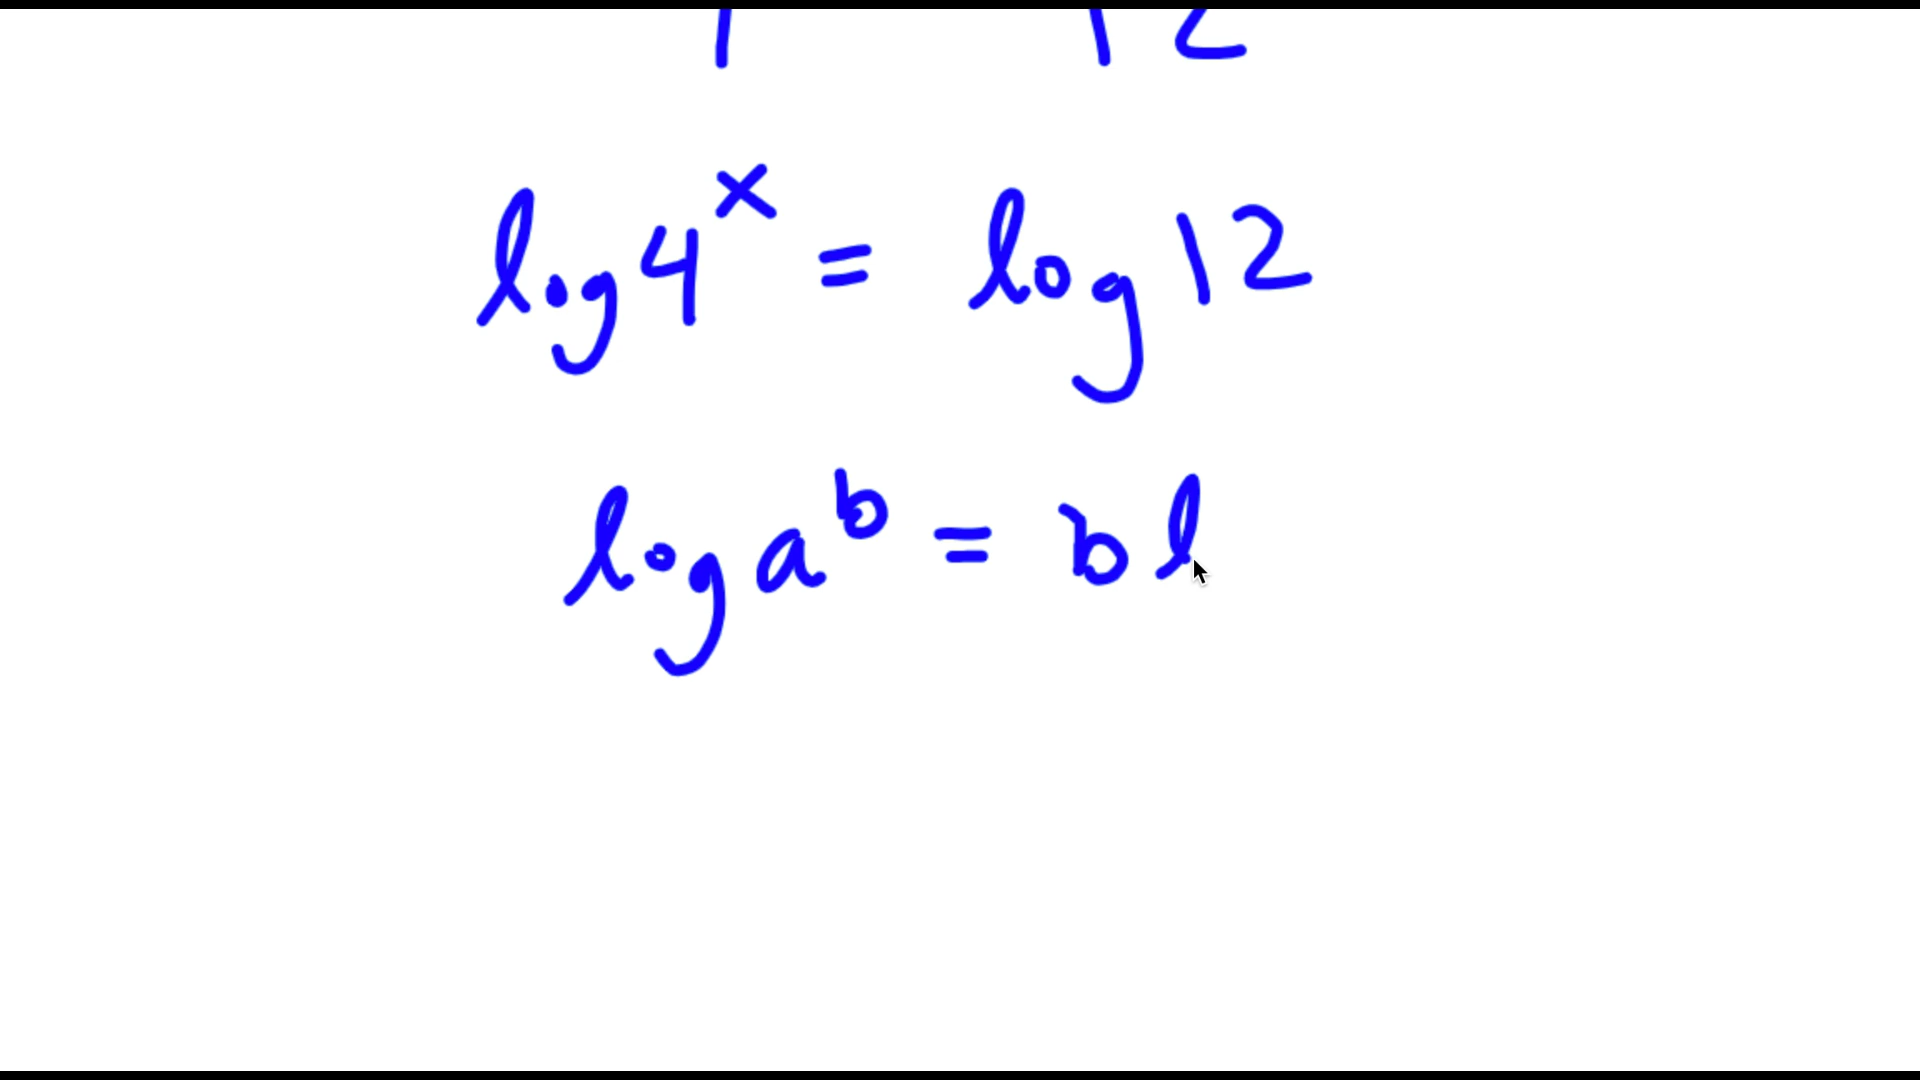 log 4^x = log 12
log a^b = b l